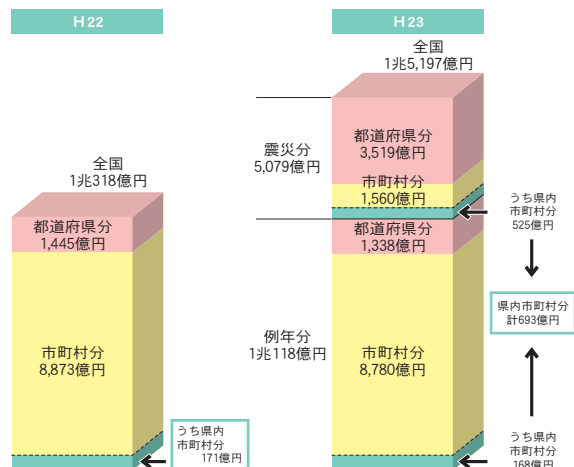 H22
全国
1兆318億円
都道府県分
1,445億円
市町村分
8,873億円
うち県内
市町村分
171億円
H23
全国
1兆5,197億円
震災分
5,079億円
都道府県分
3,519億円
市町村分
1,560億円
うち県内
市町村分
525億円
都道府県分
1,338億円
例年分
1兆118億円
市町村分
8,780億円
県内市町村分
計693億円
うち県内
市町村分
168億円